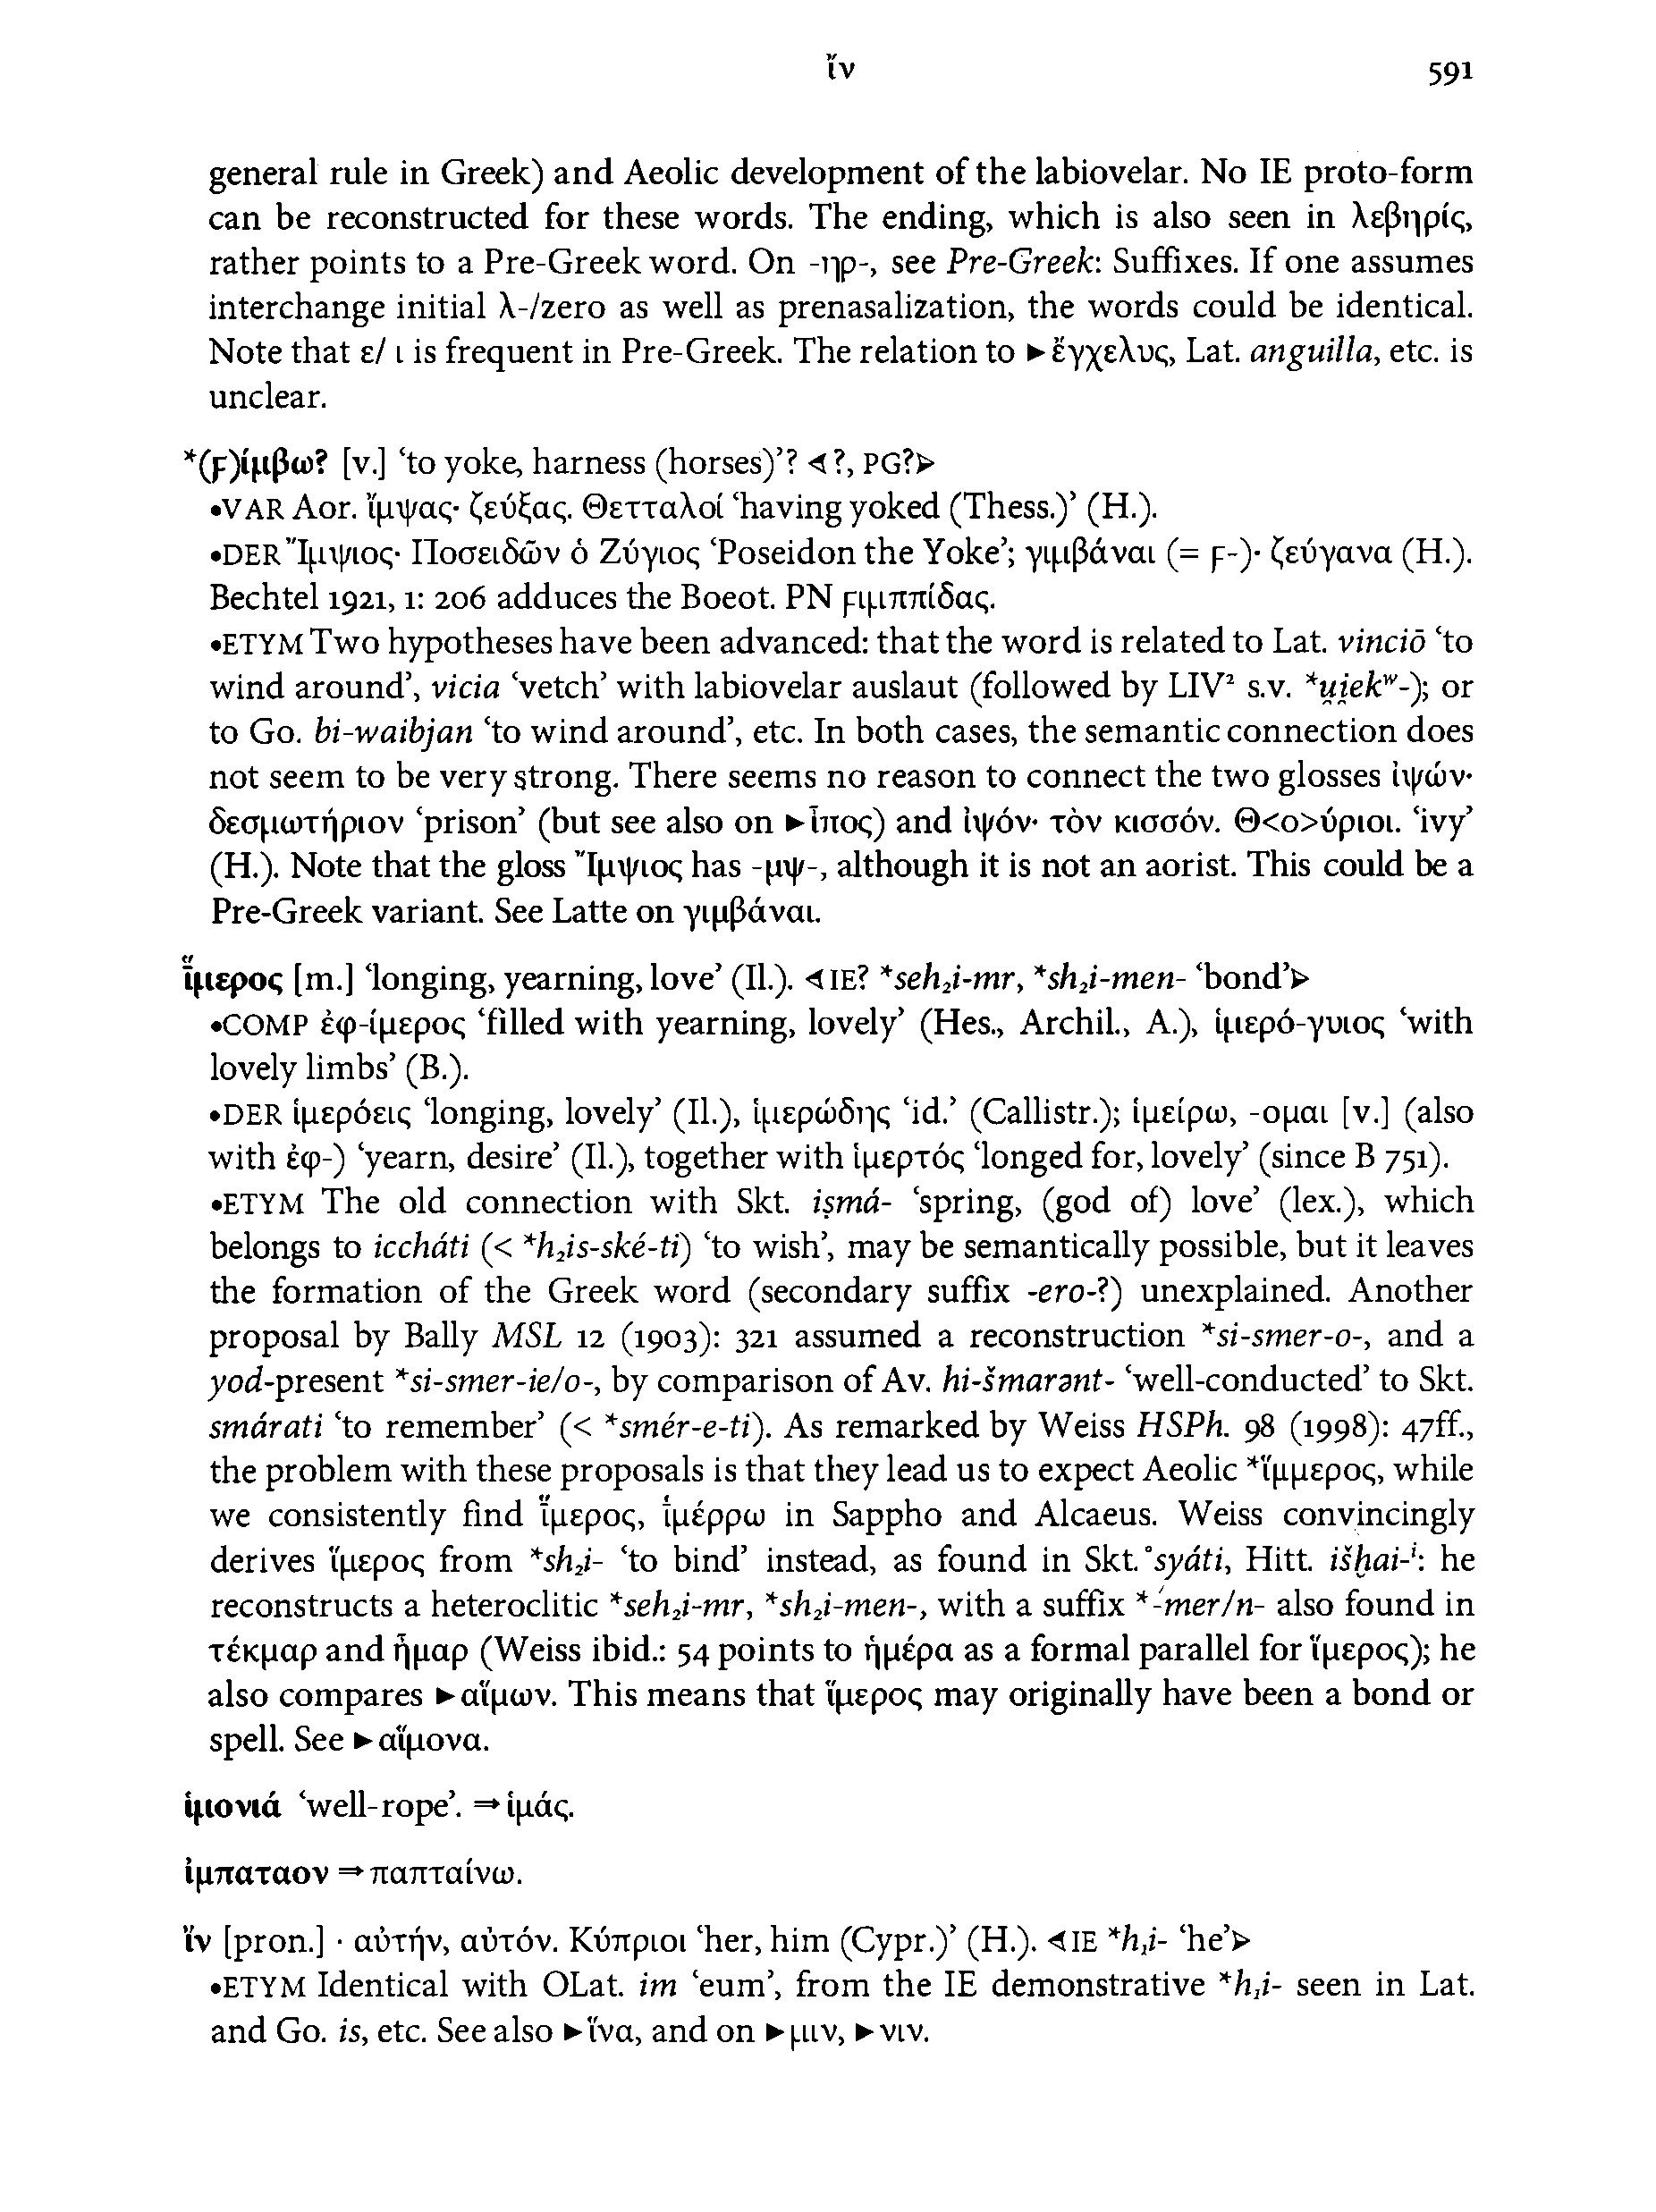 ἴν 591
general rule in Greek) and Aeolic development of the labiovelar. No IE proto-form
can be reconstructed for these words. The ending, which is also seen in λεβηρίς,
rather points to a Pre-Greek word. On -ηρ-, see Pre-Greek: Suffixes. If one assumes
interchange initial λ-/zero as well as prenasalization, the words could be identical.
Note that ε/ ι is frequent in Pre-Greek. The relation to ►ἔγχελυς, Lat. anguilla, etc. is
unclear.
*(ϝ)ίμβω? [v.] ‘to yoke, harness (horses)’? ◄?, PG?►
•VAR Aor. ἴμψας· ζεύξας. Θετταλοί ‘having yoked (Thess.)’ (H.).
•DER Ἴμψιος· Ποσειδῶν ὁ Ζύγιος ‘Poseidon the Yoke’; γιμβάναι (= ϝ-)· ζεύγανα (H.).
Bechtel 1921, 1: 206 adduces the Boeot. PN ϝιμιππίδας.
•ETYM Two hypotheses have been advanced: that the word is related to Lat. vinciō ‘to
wind around’, vicia ‘vetch’ with labiovelar auslaut (followed by LIV² s.v. *u̯i̯ekʷ-); or
to Go. bi-waibjan ‘to wind around’, etc. In both cases, the semantic connection does
not seem to be very strong. There seems no reason to connect the two glosses ἰψών·
δεσμωτήριον ‘prison’ (but see also on ►ἶπος) and ἰψόν· τὸν κισσόν. Θ<ο>ύριοι. ‘ivy’
(H.). Note that the gloss Ἴμψιος has -μψ-, although it is not an aorist. This could be a
Pre-Greek variant. See Latte on γιμβάναι.
ἵ̄μερος [m.] ‘longing, yearning, love’ (Il.). ◄IE? *seh₂i-mr, *sh₂i-men- ‘bond’►
•COMP ἐφ-ίμερος ‘filled with yearning, lovely’ (Hes., Archil., A.), ἱμερό-γυιος ‘with
lovely limbs’ (B.).
•DER ἱμερόεις ‘longing, lovely’ (Il.), ἱμερώδης ‘id.’ (Callistr.); ἱμείρω, -ομαι [v.] (also
with ἐφ-) ‘yearn, desire’ (Il.), together with ἱμερτός ‘longed for, lovely’ (since Β 751).
•ETYM The old connection with Skt. iṣmá- ‘spring, (god of) love’ (lex.), which
belongs to iccháti (< *h₂is-ské-ti) ‘to wish’, may be semantically possible, but it leaves
the formation of the Greek word (secondary suffix -ero-?) unexplained. Another
proposal by Bally MSL 12 (1903): 321 assumed a reconstruction *si-smer-o-, and a
yod-present *si-smer-ie/o-, by comparison of Av. hi-šmarənt- ‘well-conducted’ to Skt.
smárati ‘to remember’ (< *smér-e-ti). As remarked by Weiss HSPh. 98 (1998): 47ff.,
the problem with these proposals is that they lead us to expect Aeolic *ἴμμερος, while
we consistently find ἵ̄μερος, ἰ̄μέρρω in Sappho and Alcaeus. Weiss convincingly
derives ἵμερος from *sh₂i- ‘to bind’ instead, as found in Skt. °syáti, Hitt. išḫai-ⁱ: he
reconstructs a heteroclitic *seh₂i-mr, *sh₂i-men-, with a suffix *-́mer/n- also found in
τέκμαρ and ἦμαρ (Weiss ibid.: 54 points to ἡμέρα as a formal parallel for ἵμερος); he
also compares ►αἵμων. This means that ἵμερος may originally have been a bond or
spell. See ►αἵμονα.
ἱμονιά ‘well-rope’. ⇒ἱμάς.
ἰμπαταον ⇒παπταίνω.
ἴν [pron.] · αὐτήν, αὐτόν. Κύπριοι ‘her, him (Cypr.)’ (H.). ◄IE *h₁i- ‘he’►
•ETYM Identical with OLat. im ‘eum’, from the IE demonstrative *h₁i- seen in Lat.
and Go. is, etc. See also ►ἵνα, and on ►μιν, ►νιν.